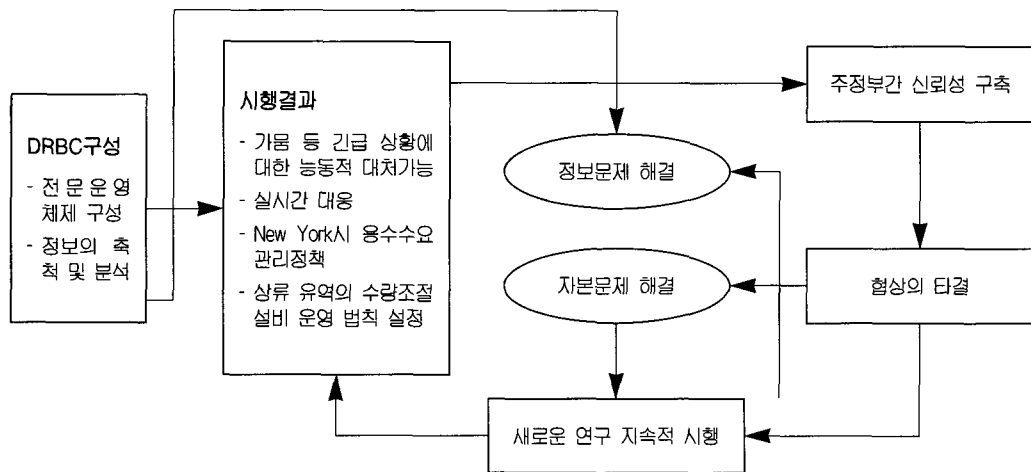 DRBC구성
- 전문운영
체제 구성
- 정보의 축
척 및 분석
시행결과
- 가뭄 등 긴급 상황에
대한 능동적 대처가능
- 실시간 대응
- New York시 용수수요
관리정책
- 상류 유역의 수량조절
설비 운영 법칙 설정
정보문제 해결
자본문제 해결
새로운 연구 지속적 시행
주정부간 신뢰성 구축
협상의 타결